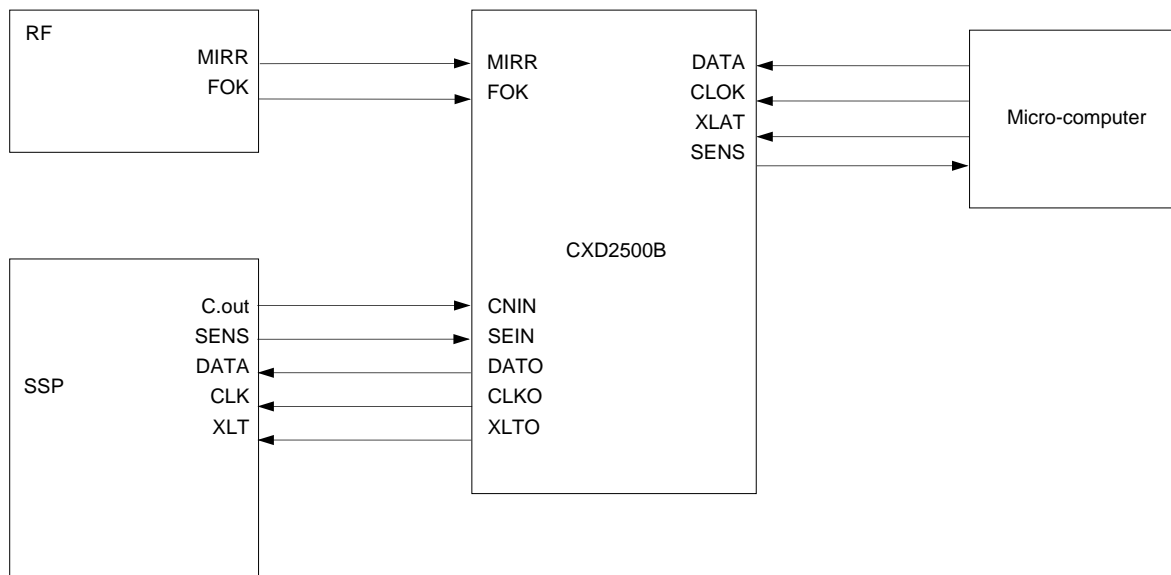 RF
MIRR
FOK
MIRR
FOK
DATA
CLOK
XLAT
SENS
Micro-computer
CXD2500B
SSP
C.out
SENS
DATA
CLK
XLT
CNIN
SEIN
DATO
CLKO
XLTO